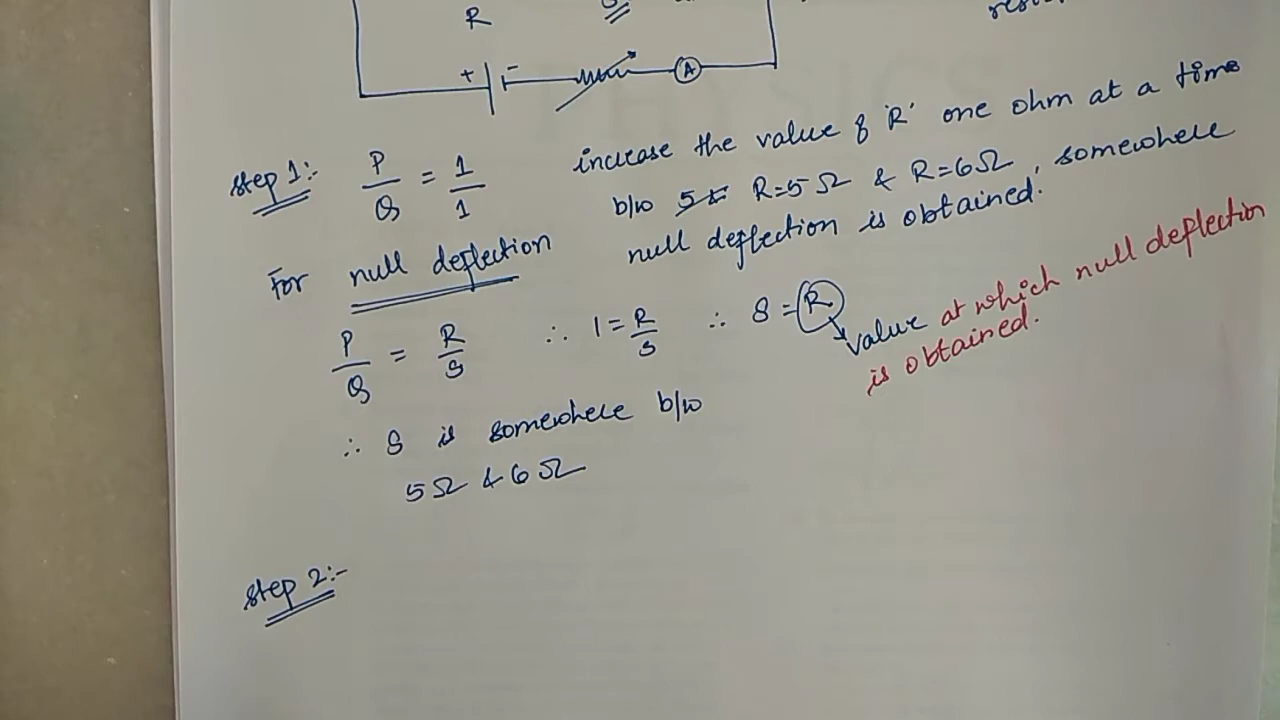 R
+ -
A
step 1:- P/Q = 1/1
increase the value of 'R' one ohm at a time
b/w R=5Ω & R=6Ω, somewhere
null deflection is obtained.
For null deflection
P/Q = R/S ∴ 1 = R/S ∴ S = R
value at which null deflection
is obtained.
∴ S is somewhere b/w
5Ω & 6Ω
step 2:-